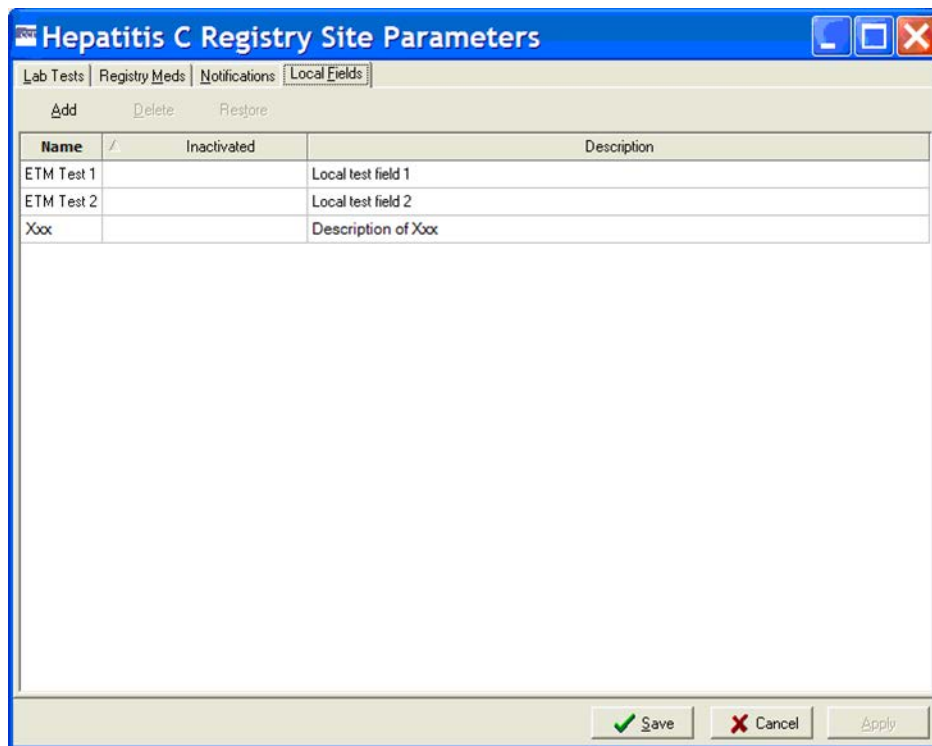 Hepatitis C Registry Site Parameters
Lab Tests Registry Meds Notifications Local Fields
Add Delete Restore
Name Inactivated Description
ETM Test 1 Local test field 1
ETM Test 2 Local test field 2
Xxx Description of Xxx
Save Cancel Apply